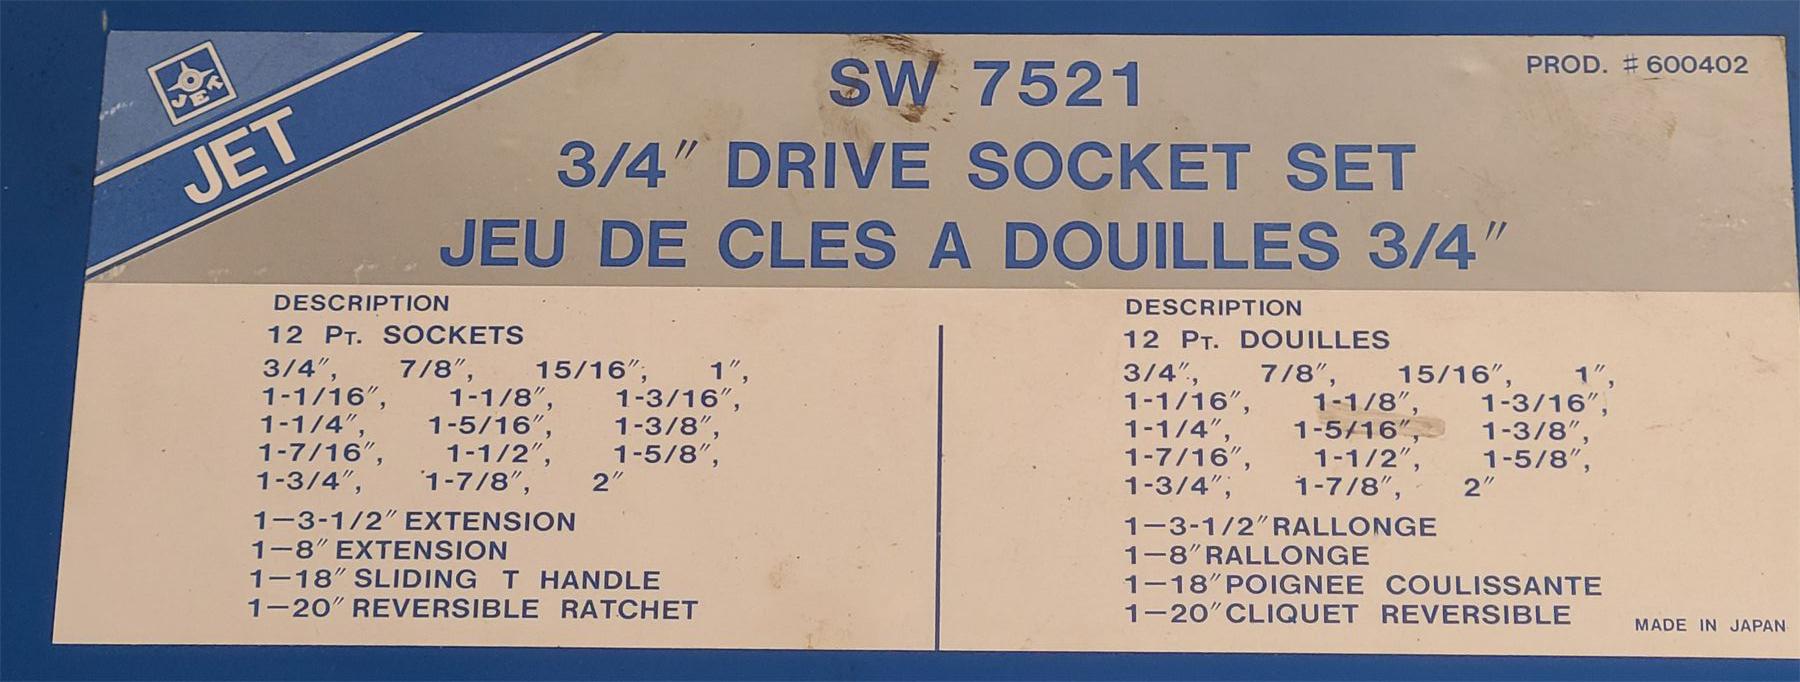 JET
JET
SW 7521
PROD. # 600402
3/4″ DRIVE SOCKET SET
JEU DE CLES A DOUILLES 3/4″
DESCRIPTION
12 PT. SOCKETS
3/4″, 7/8″, 15/16″, 1″,
1-1/16″, 1-1/8″, 1-3/16″,
1-1/4″, 1-5/16″, 1-3/8″,
1-7/16″, 1-1/2″, 1-5/8″,
1-3/4″, 1-7/8″, 2″
1—3-1/2″ EXTENSION
1—8″ EXTENSION
1—18″ SLIDING T HANDLE
1—20″ REVERSIBLE RATCHET
DESCRIPTION
12 PT. DOUILLES
3/4″, 7/8″, 15/16″, 1″,
1-1/16″, 1-1/8″, 1-3/16″,
1-1/4″, 1-5/16″, 1-3/8″,
1-7/16″, 1-1/2″, 1-5/8″,
1-3/4″, 1-7/8″, 2″
1—3-1/2″ RALLONGE
1—8″ RALLONGE
1—18″ POIGNEE COULISSANTE
1—20″ CLIQUET REVERSIBLE
MADE IN JAPAN